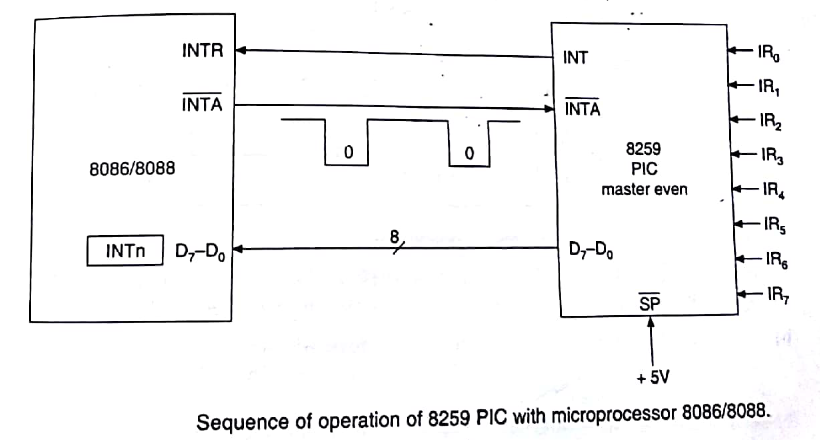 INTR
INT
IR₀
INTA
INTA
IR₁
IR₂
0
0
8259
IR₃
8086/8088
PIC
master even
IR₄
IR₅
INTn
D₇–D₀
8
D₇–D₀
IR₆
IR₇
SP
+ 5V
Sequence of operation of 8259 PIC with microprocessor 8086/8088.